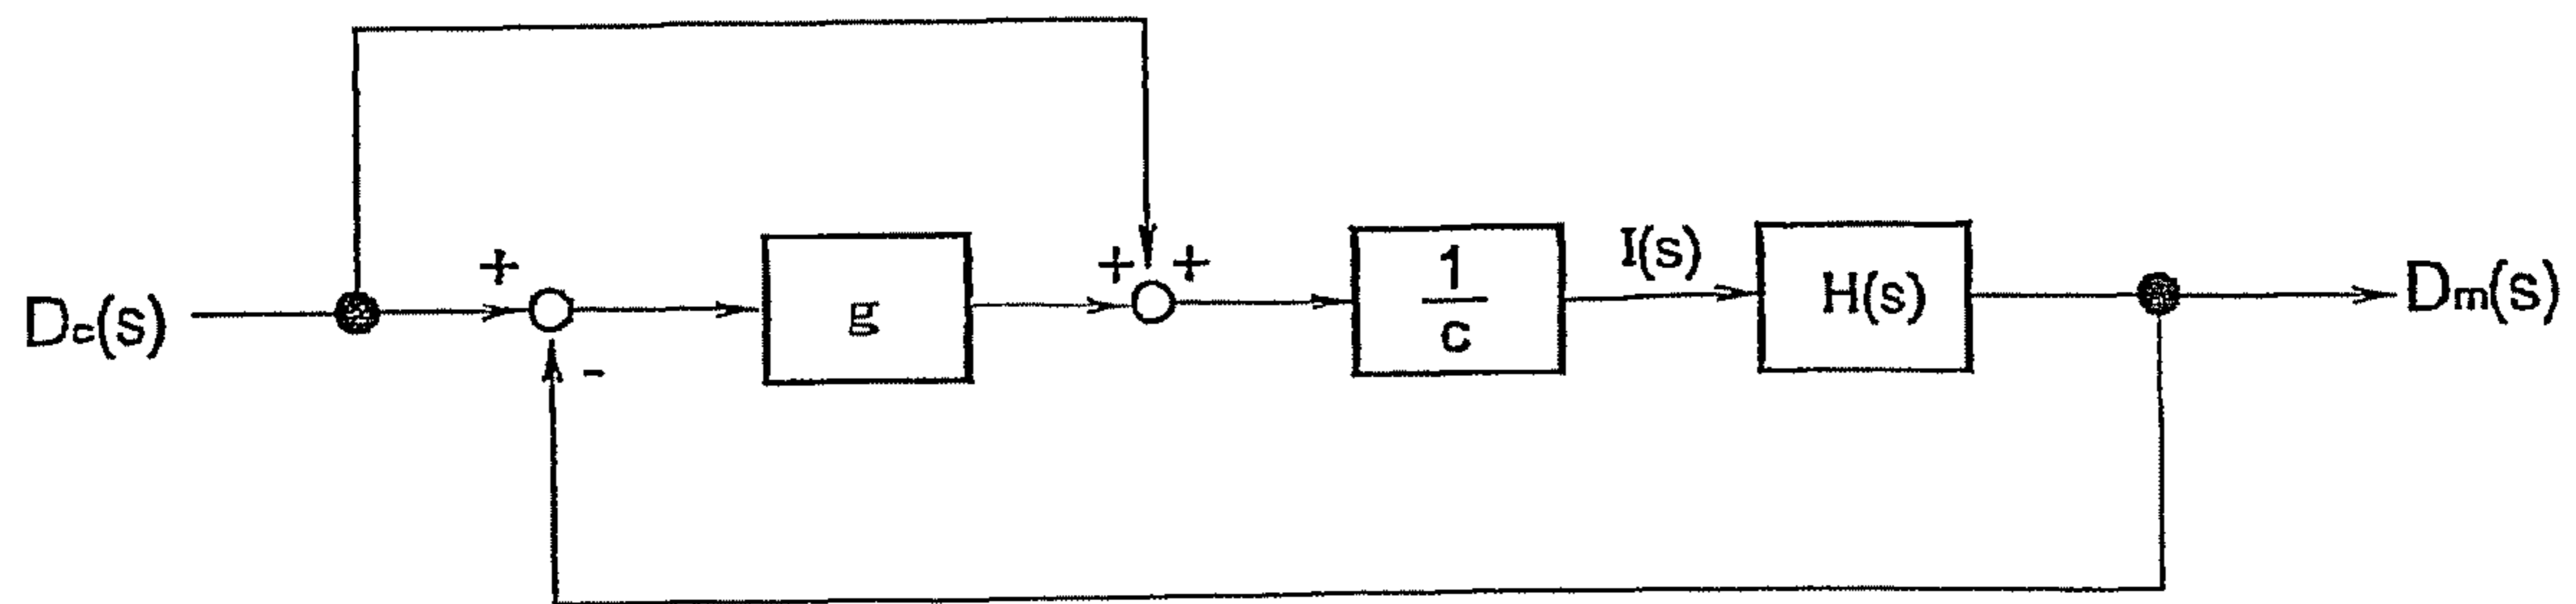 Dc(s)
+
-
g
+ +
1
c
I(s)
H(s)
Dm(s)